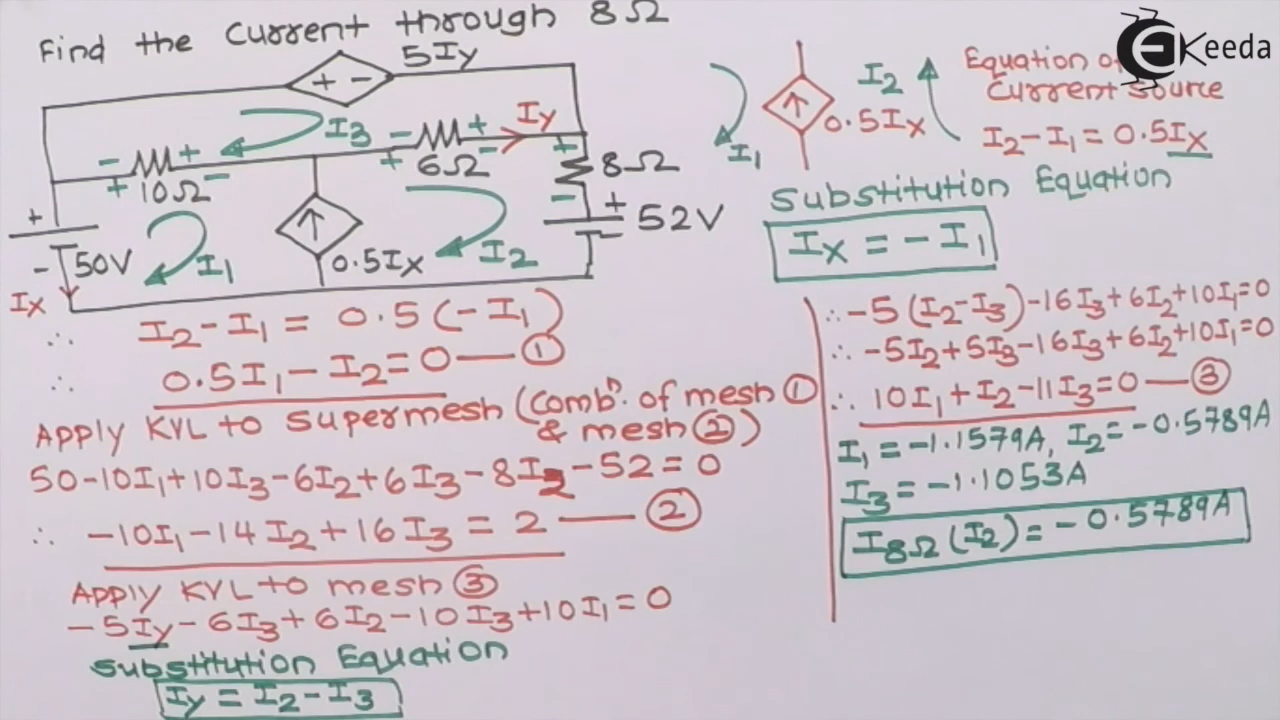 Find the current through 8Ω
5Iy
+ -
I3
- +
Iy
- +
+ -
10Ω
+ -
6Ω
+
8Ω
-
+
52V
+
-
50V
I1
0.5Ix
I2
Ix
I1
0.5Ix
I2
Equation of
Current Source
I2-I1 = 0.5Ix
Substitution Equation
Ix = -I1
EKeeda
∴ I2-I1 = 0.5(-I1)
∴ 0.5I1 - I2 = 0 — ①
Apply KVL to Supermesh (Combn. of mesh ①
& mesh ②)
50-10I1+10I3-6I2+6I3-8I2-52=0
∴ -10I1-14I2+16I3 = 2 — ②
Apply KVL to mesh ③
-5Iy-6I3+6I2-10I3+10I1=0
Substitution Equation
Iy = I2-I3
∴ -5(I2-I3)-16I3+6I2+10I1=0
∴ -5I2+5I3-16I3+6I2+10I1=0
∴ 10I1+I2-11I3=0 — ③
I1=-1.1579A, I2=-0.5789A
I3=-1.1053A
I8Ω(I2)=-0.5789A